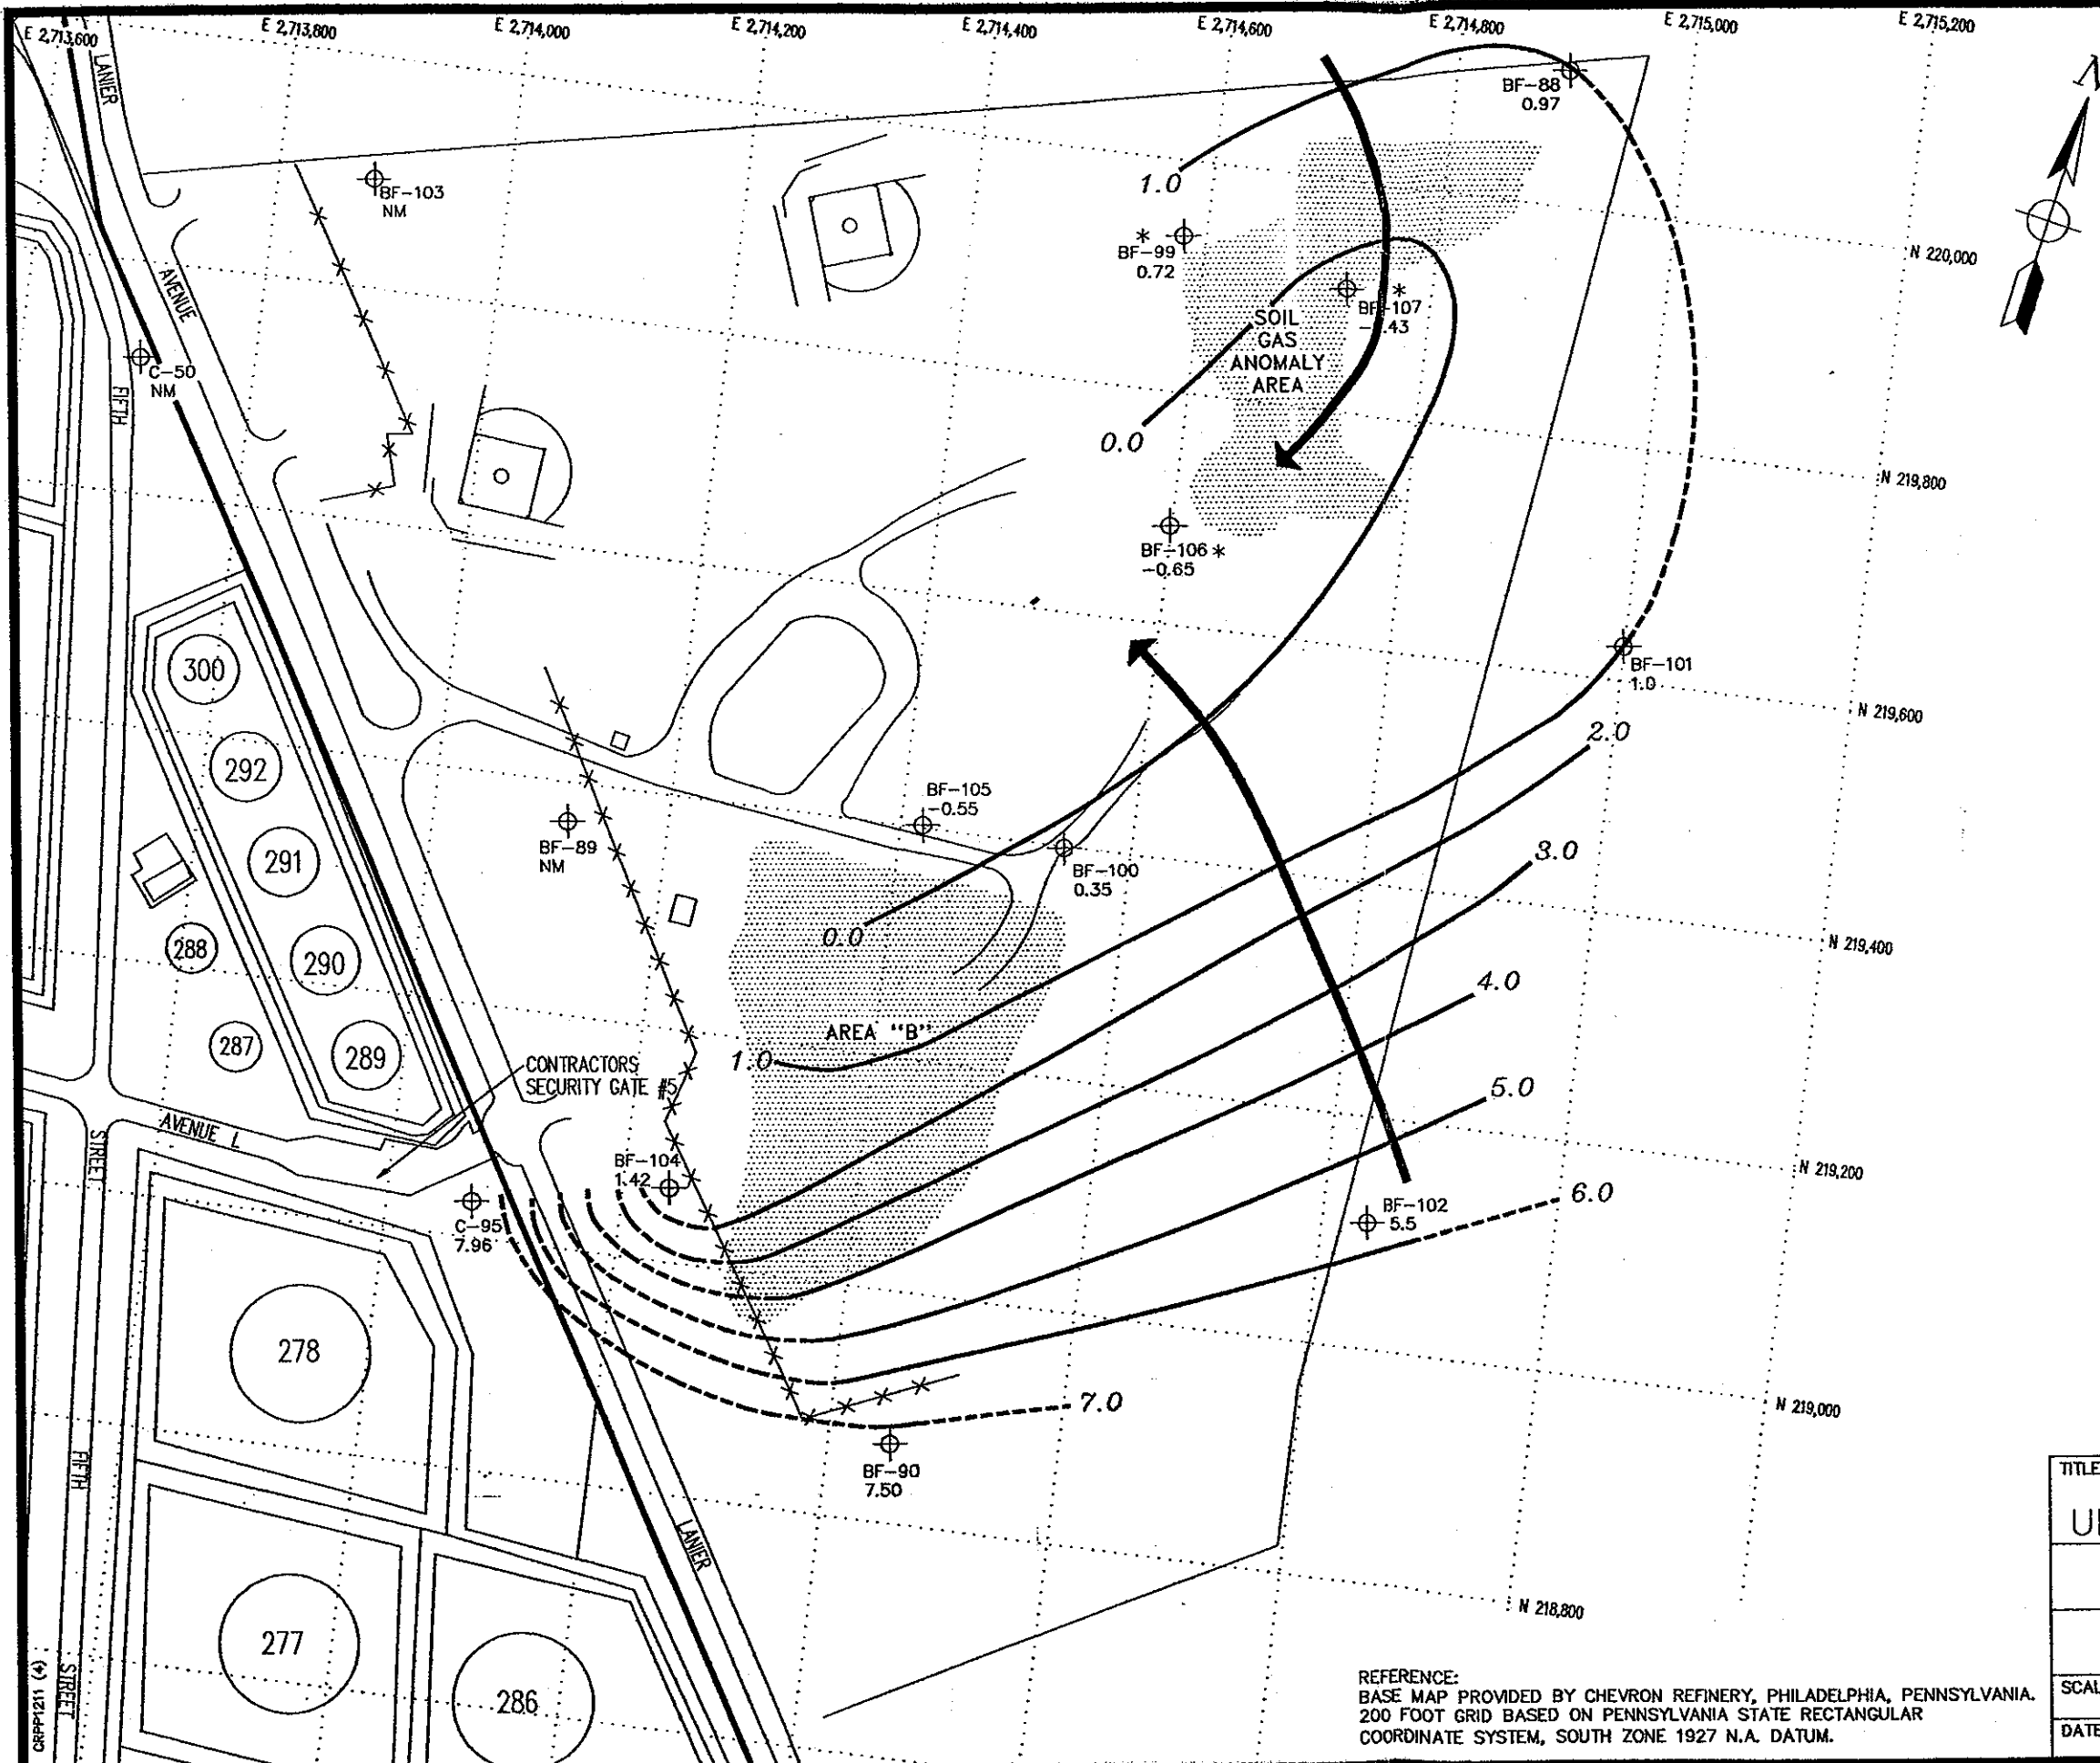 E 2,713,600
E 2,713,800
E 2,714,000
E 2,714,200
E 2,714,400
E 2,714,600
E 2,714,800
E 2,715,000
E 2,715,200
N
LANIER
AVENUE
BF-88
0.97
BF-103
NM
1.0
* BF-99
0.72
N 220,000
BF-107 *
SOIL
GAS
ANOMALY
AREA
C-50
NM
FIFTH
0.0
N 219,800
BF-106 *
-0.65
300
BF-101
1.0
N 219,600
2.0
292
BF-105
-0.55
BF-89
NM
291
BF-100
0.35
3.0
288
0.0
N 219,400
290
4.0
287
289
AREA "B"
1.0
CONTRACTORS
SECURITY GATE #5
5.0
AVENUE L
STREET
BF-104
1.42
N 219,200
6.0
C-95
7.96
BF-102
5.5
278
7.0
N 219,000
BF-90
7.50
FIFTH
TITLE
LANIER
N 218,800
277
286
STREET
CRPP1211 (4)
REFERENCE:
BASE MAP PROVIDED BY CHEVRON REFINERY, PHILADELPHIA, PENNSYLVANIA.
200 FOOT GRID BASED ON PENNSYLVANIA STATE RECTANGULAR
COORDINATE SYSTEM, SOUTH ZONE 1927 N.A. DATUM.
DATE